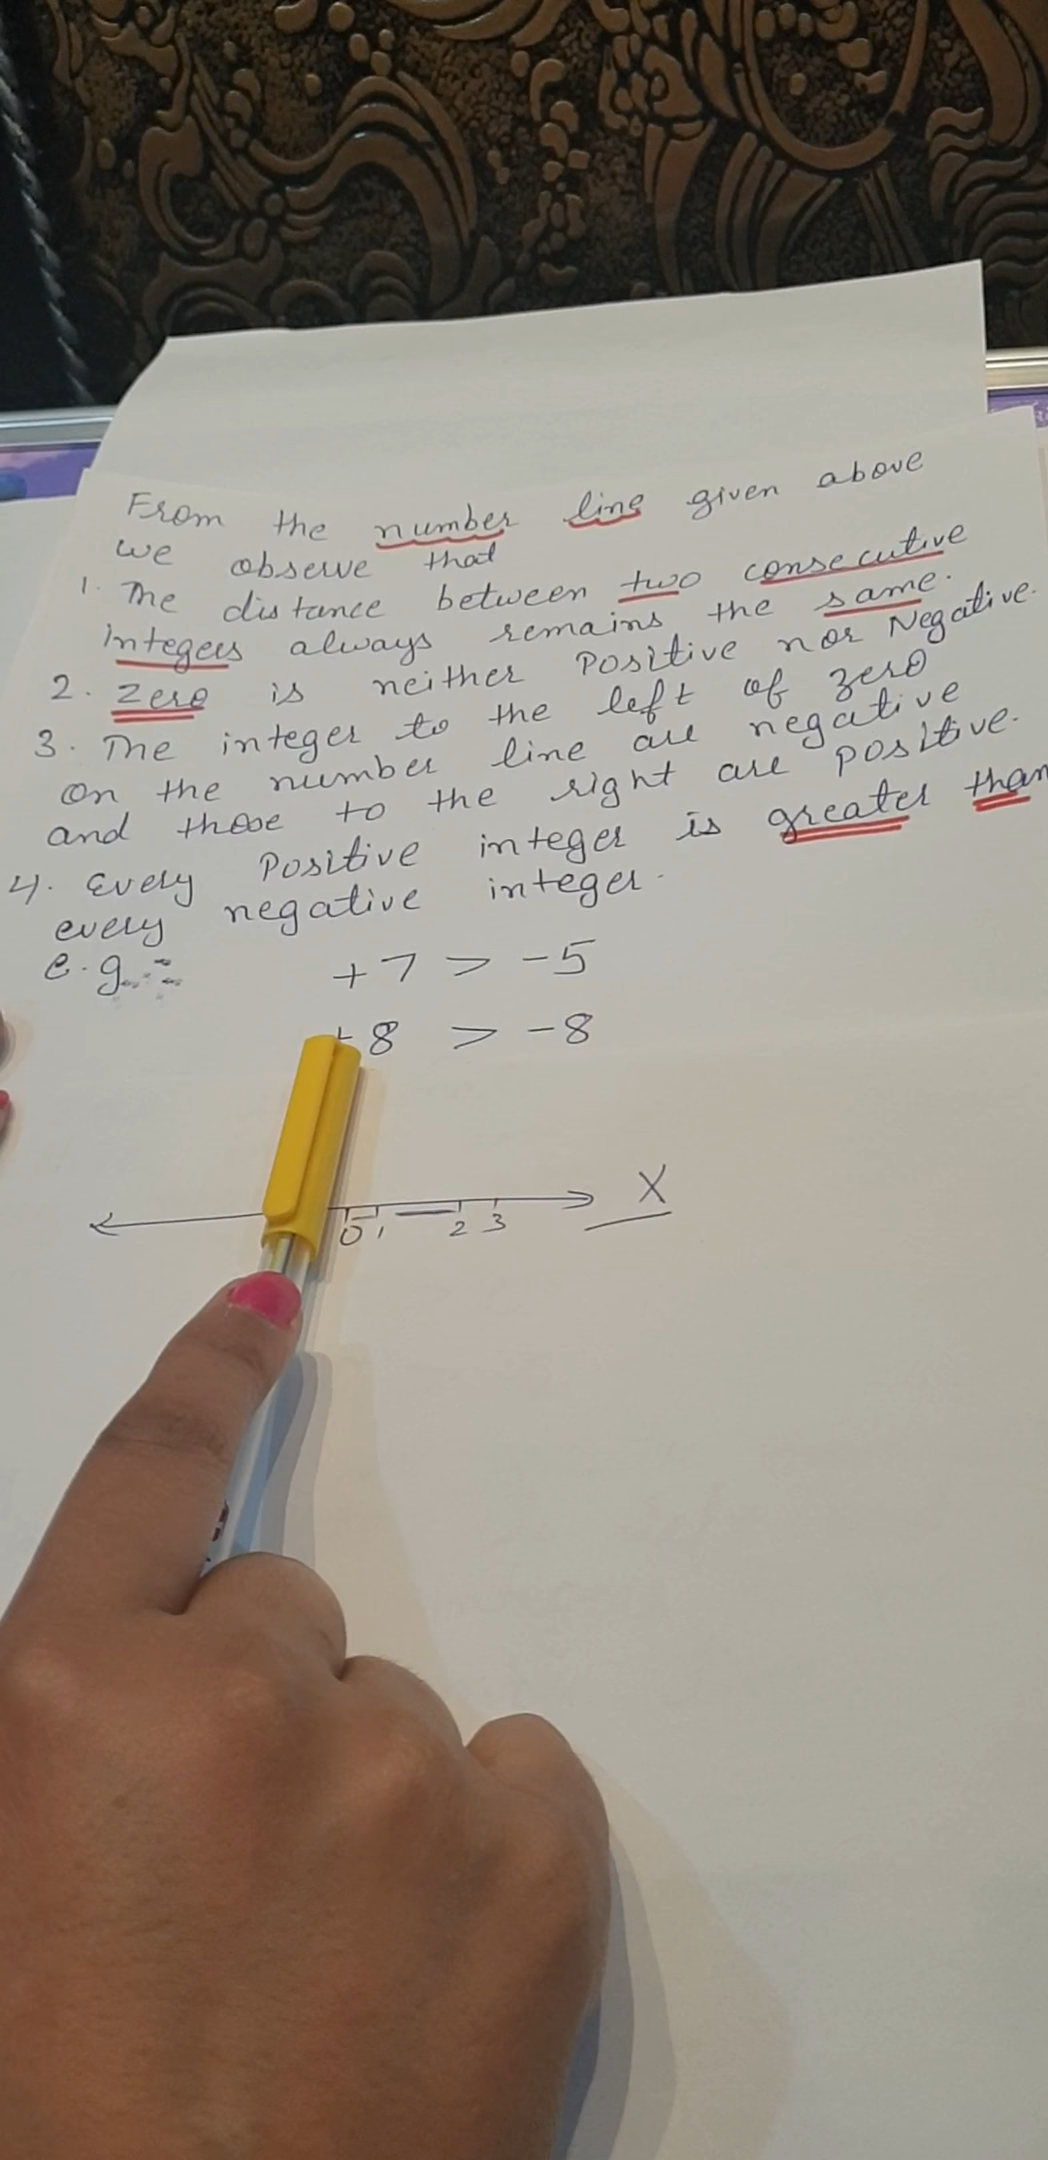 From the number line given above
we observe that
1. The distance between two consecutive
integers always remains the same.
2. Zero is neither Positive nor Negative.
3. The integer to the left of zero
on the number line are negative
and those to the right are positive.
4. Every Positive integer is greater than
every negative integer.
e.g.:- +7 > -5
+8 > -8
X
0 1 2 3